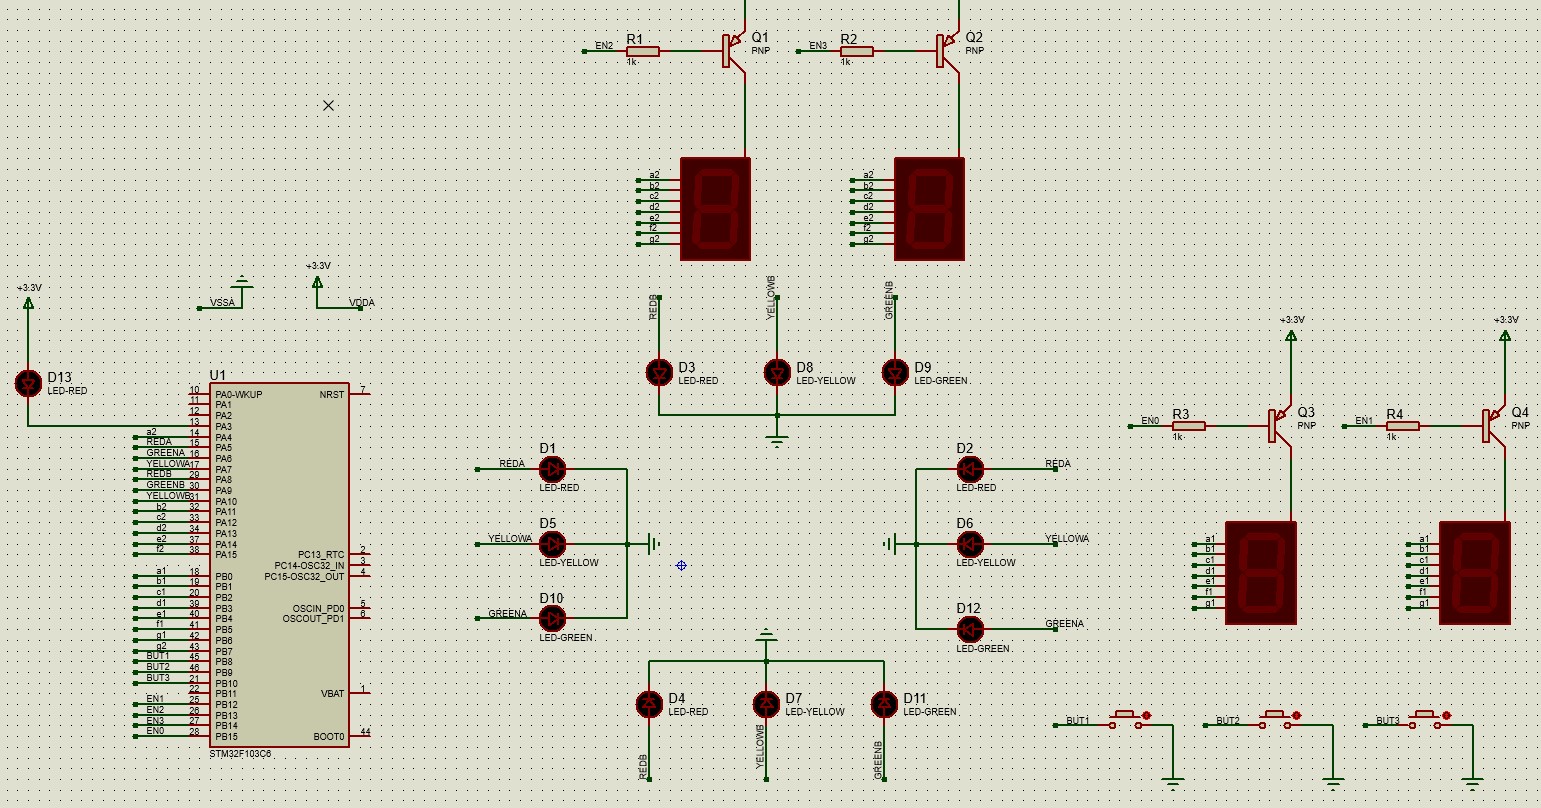 R1
EN2
1k
Q1
PNP
R2
EN3
1k
Q2
PNP
a2
b2
c2
d2
e2
f2
g2
a2
b2
c2
d2
e2
f2
g2
+3.3V
VSSA
+3.3V
VDDA
D13
LED-RED
REDB
YELLOWB
GREENB
D3
LED-RED
D8
LED-YELLOW
D9
LED-GREEN
U1
10 PA0-WKUP
11 PA1
12 PA2
13 PA3
a2 14 PA4
REDA 15 PA5
GREENA 16 PA6
YELLOWA 17 PA7
REDB 29 PA8
GREENB 30 PA9
YELLOWB 31 PA10
b2 32 PA11
c2 33 PA12
d2 34 PA13
e2 37 PA14
f2 38 PA15
a1 18 PB0
b1 19 PB1
c1 20 PB2
d1 39 PB3
e1 40 PB4
f1 41 PB5
g1 42 PB6
g2 43 PB7
BUT1 45 PB8
BUT2 46 PB9
BUT3 21 PB10
22 PB11
EN1 25 PB12
EN2 26 PB13
EN3 27 PB14
EN0 28 PB15
NRST 7
PC13_RTC 2
PC14-OSC32_IN 3
PC15-OSC32_OUT 4
OSCIN_PD0 5
OSCOUT_PD1 6
VBAT 1
BOOT0 44
STM32F103C6
D1
REDA
LED-RED
D5
YELLOWA
LED-YELLOW
D10
GREENA
LED-GREEN
D2
REDA
LED-RED
D6
YELLOWA
LED-YELLOW
D12
GREENA
LED-GREEN
D4
LED-RED
D7
LED-YELLOW
D11
LED-GREEN
REDB
YELLOWB
GREENB
+3.3V
+3.3V
EN0
R3
1k
Q3
PNP
EN1
R4
1k
Q4
PNP
a1
b1
c1
d1
e1
f1
g1
a1
b1
c1
d1
e1
f1
g1
BUT1
BUT2
BUT3